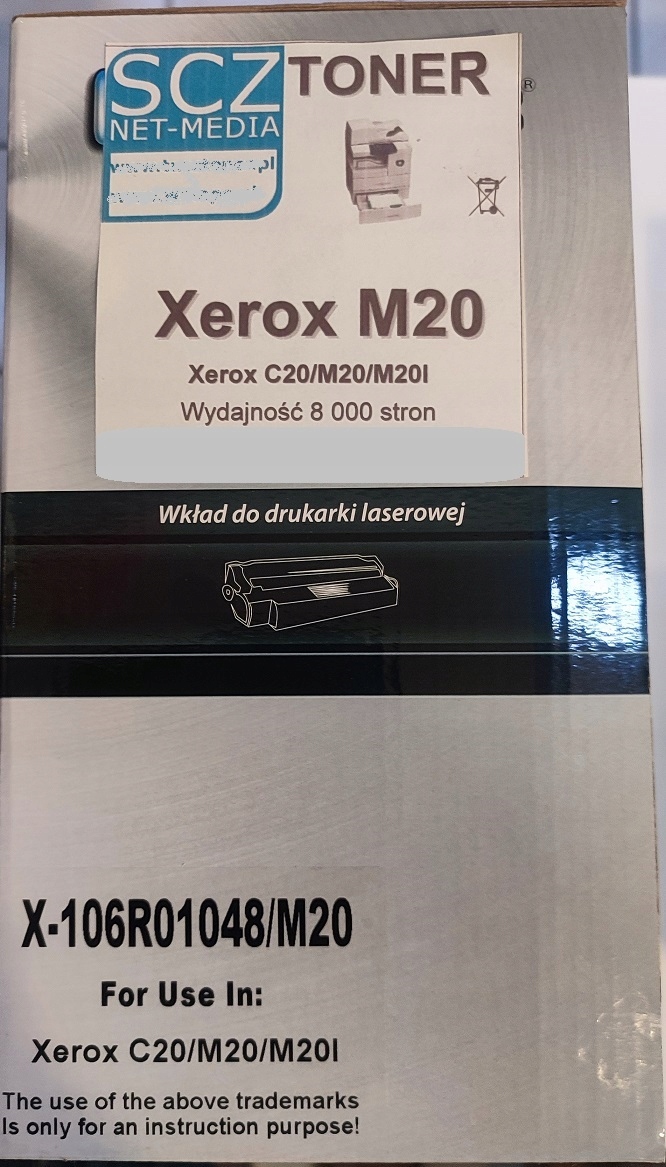 SCZ
NET-MEDIA
TONER
®
Xerox M20
Xerox C20/M20/M20I
Wydajność 8 000 stron
Wkład do drukarki laserowej
X-106R01048/M20
For Use In:
Xerox C20/M20/M20I
The use of the above trademarks
Is only for an instruction purpose!